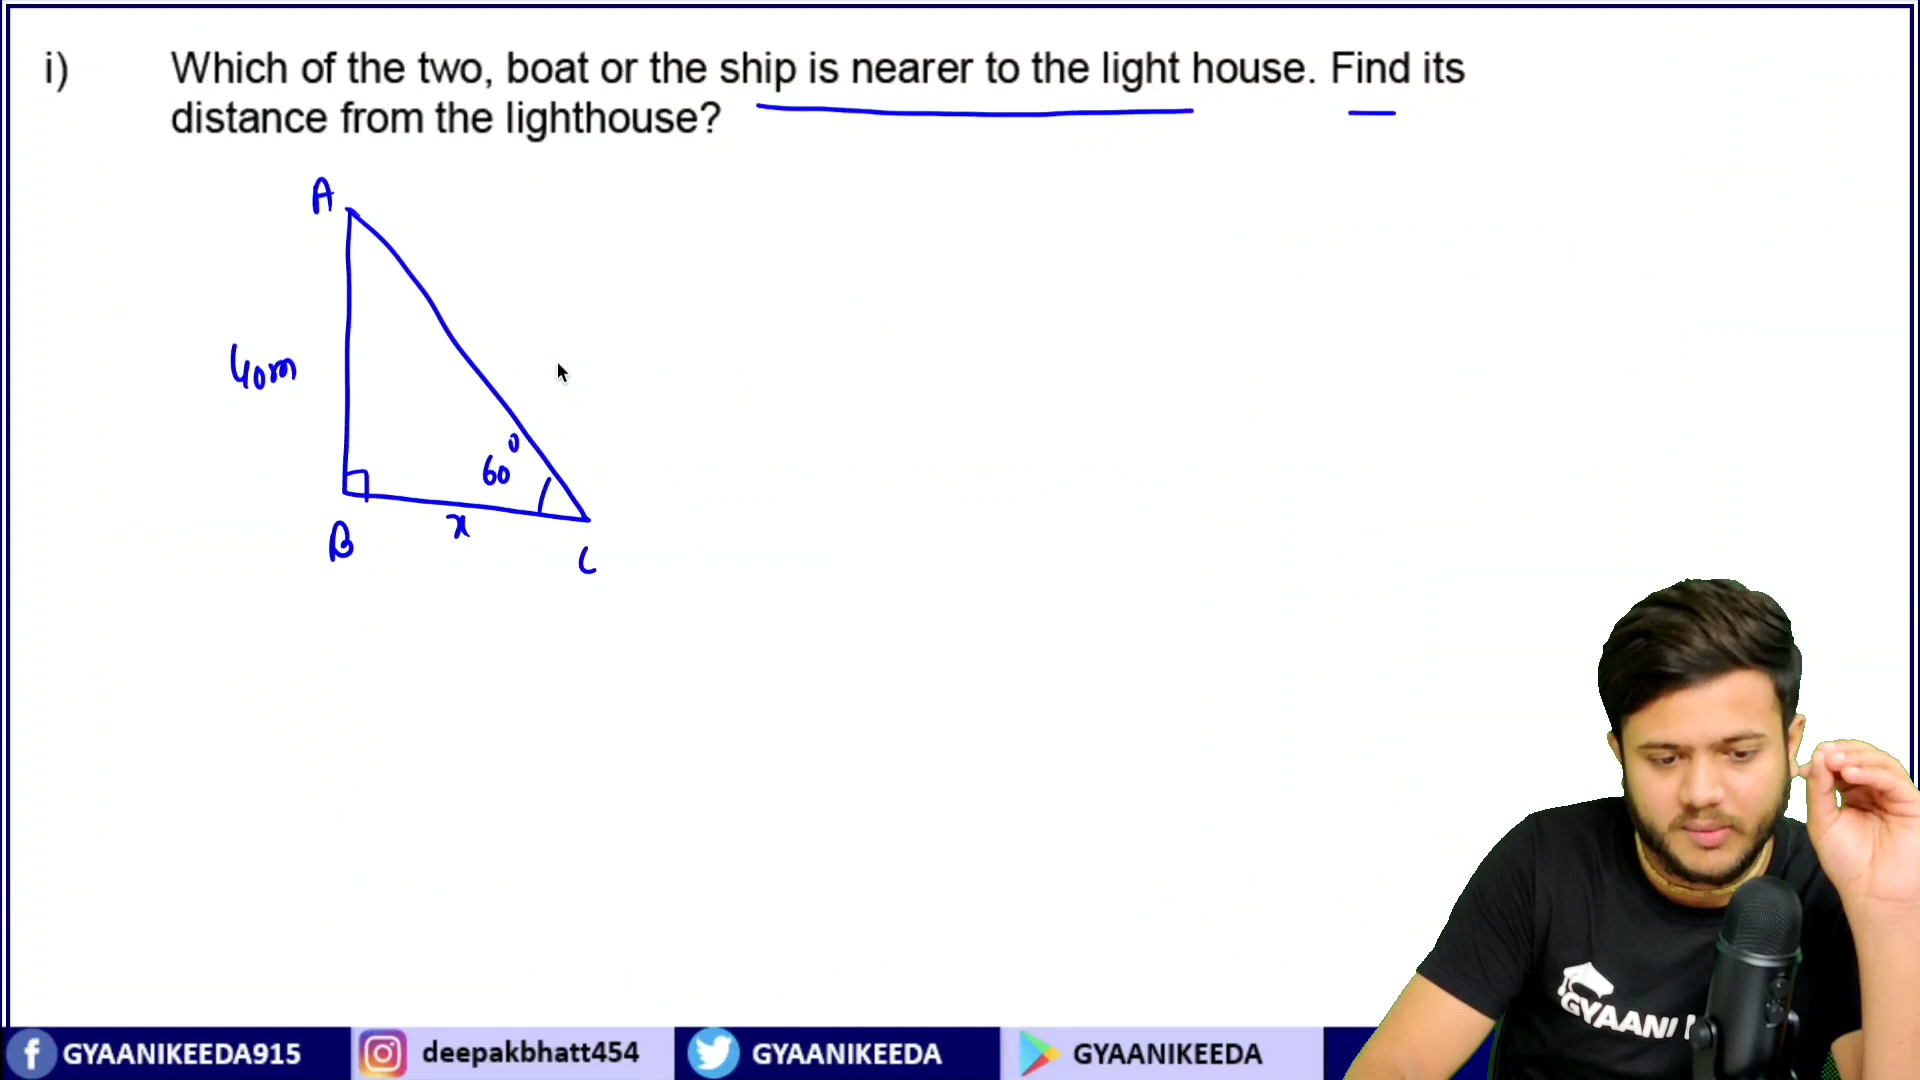 i) Which of the two, boat or the ship is nearer to the light house. Find its
distance from the lighthouse?
A
40m
60°
x
B
C
GYAANI
GYAANIKEEDA915 deepakbhatt454 GYAANIKEEDA GYAANIKEEDA